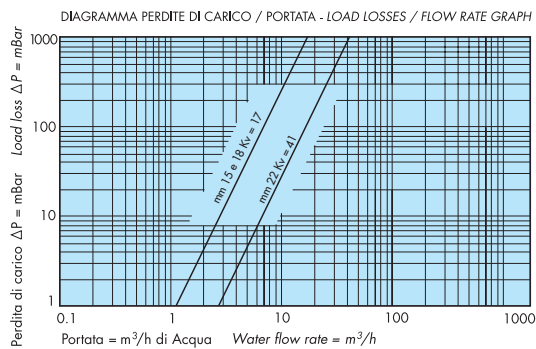 DIAGRAMMA PERDITE DI CARICO / PORTATA - LOAD LOSSES / FLOW RATE GRAPH
Perdita di carico ΔP = mBar Load loss ΔP = mBar
1000
100
10
1
mm 15 e 18 Kv = 17
mm 22 Kv = 41
0.1 1 10 100 1000
Portata = m³/h di Acqua Water flow rate = m³/h